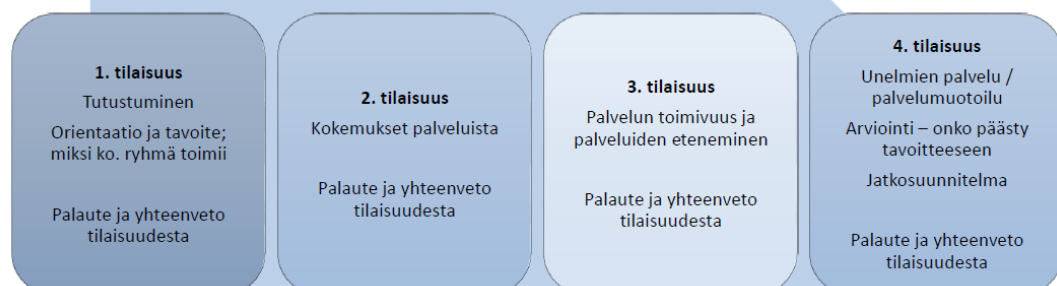 1. tilaisuus
Tutustuminen
Orientaatio ja tavoite;
miksi ko. ryhmä toimii
Palaute ja yhteenveto
tilaisuudesta
2. tilaisuus
Kokemukset palveluista
Palaute ja yhteenveto
tilaisuudesta
3. tilaisuus
Palvelun toimivuus ja
palveluiden eteneminen
Palaute ja yhteenveto
tilaisuudesta
4. tilaisuus
Unelmien palvelu /
palvelumuotoilu
Arviointi – onko päästy
tavoitteeseen
Jatkosuunnitelma
Palaute ja yhteenveto
tilaisuudesta